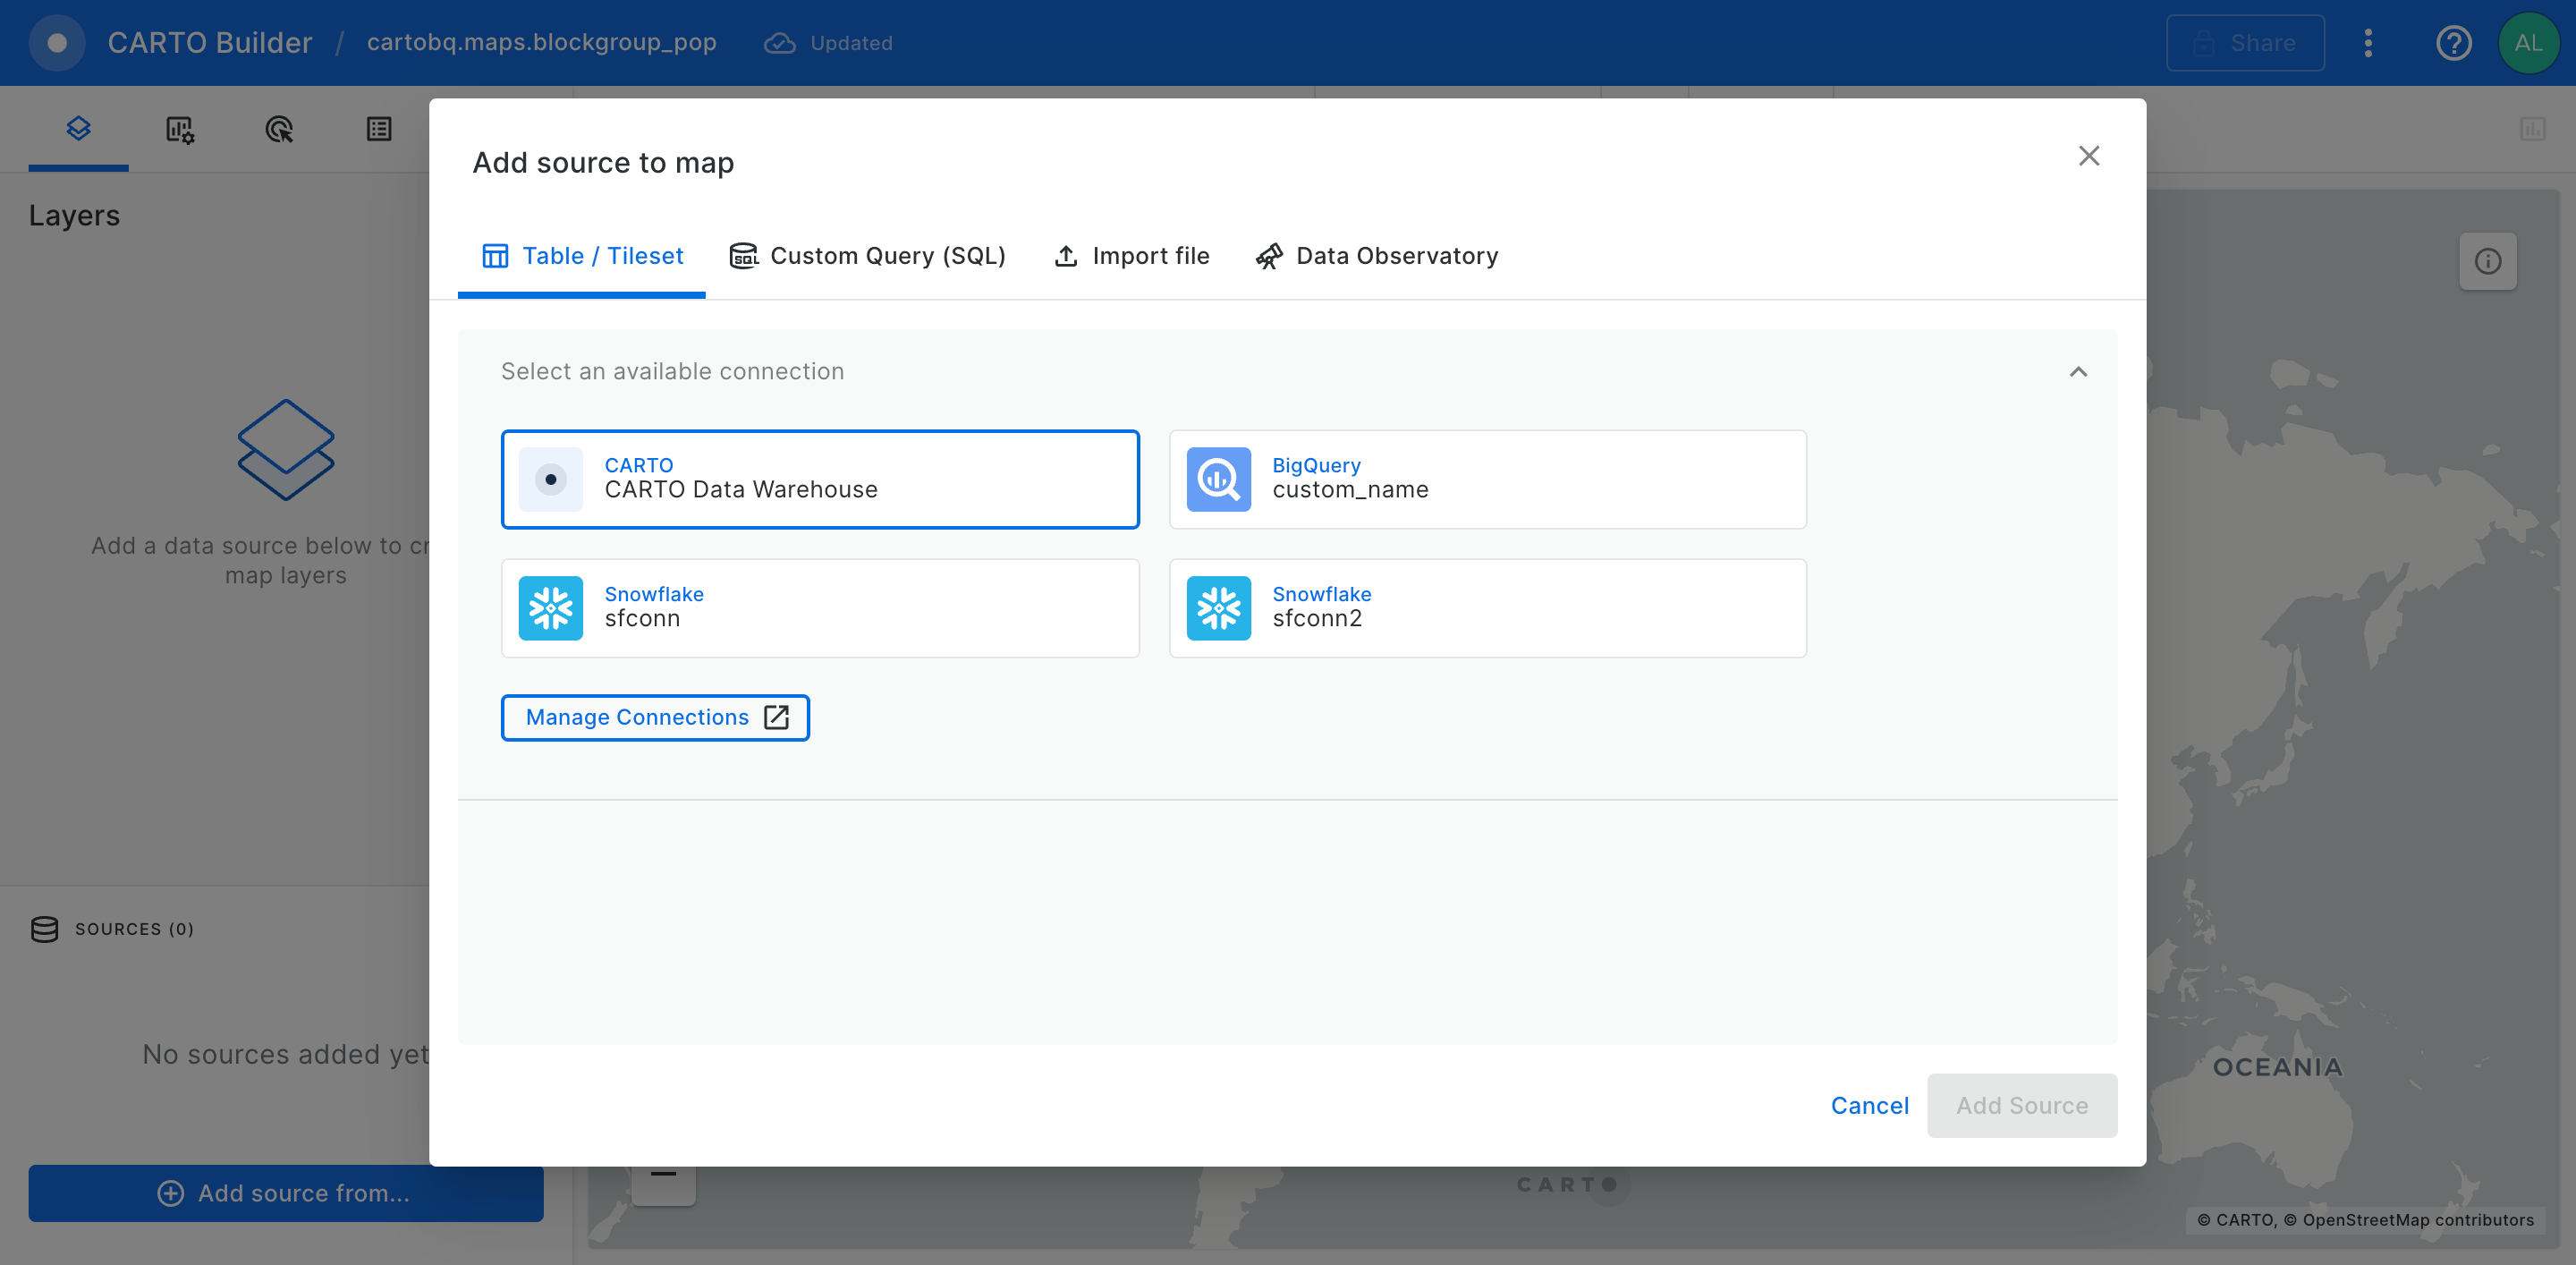 CARTO Builder / cartobq.maps.blockgroup_pop Updated
Share
AL
Layers
Add a data source below to cr
map layers
SOURCES (0)
No sources added yet
Add source from...
Add source to map
Table / Tileset
Custom Query (SQL)
Import file
Data Observatory
Select an available connection
CARTO
CARTO Data Warehouse
BigQuery
custom_name
Snowflake
sfconn
Snowflake
sfconn2
Manage Connections
Cancel
Add Source
OCEANIA
CARTO
© CARTO, © OpenStreetMap contributors